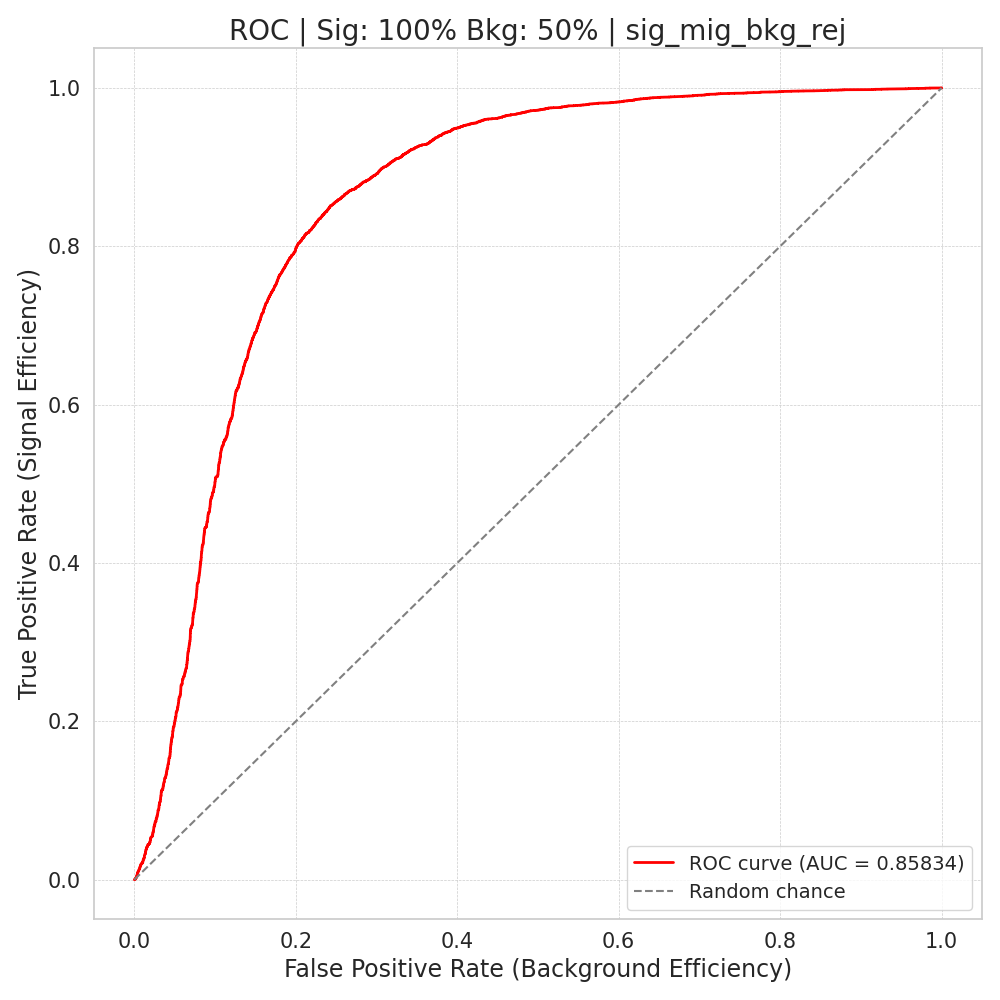 ROC | Sig: 100% Bkg: 50% | sig_mig_bkg_rej
True Positive Rate (Signal Efficiency)
1.0
0.8
0.6
0.4
0.2
0.0
0.0 0.2 0.4 0.6 0.8 1.0
False Positive Rate (Background Efficiency)
ROC curve (AUC = 0.85834)
Random chance